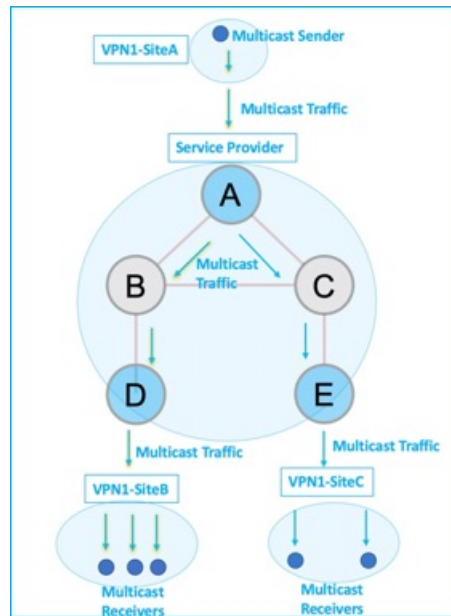 Multicast Sender
VPN1-SiteA
Multicast Traffic
Service Provider
A
Multicast
Traffic
B
C
D
E
Multicast Traffic
Multicast Traffic
VPN1-SiteB
VPN1-SiteC
Multicast
Receivers
Multicast
Receivers